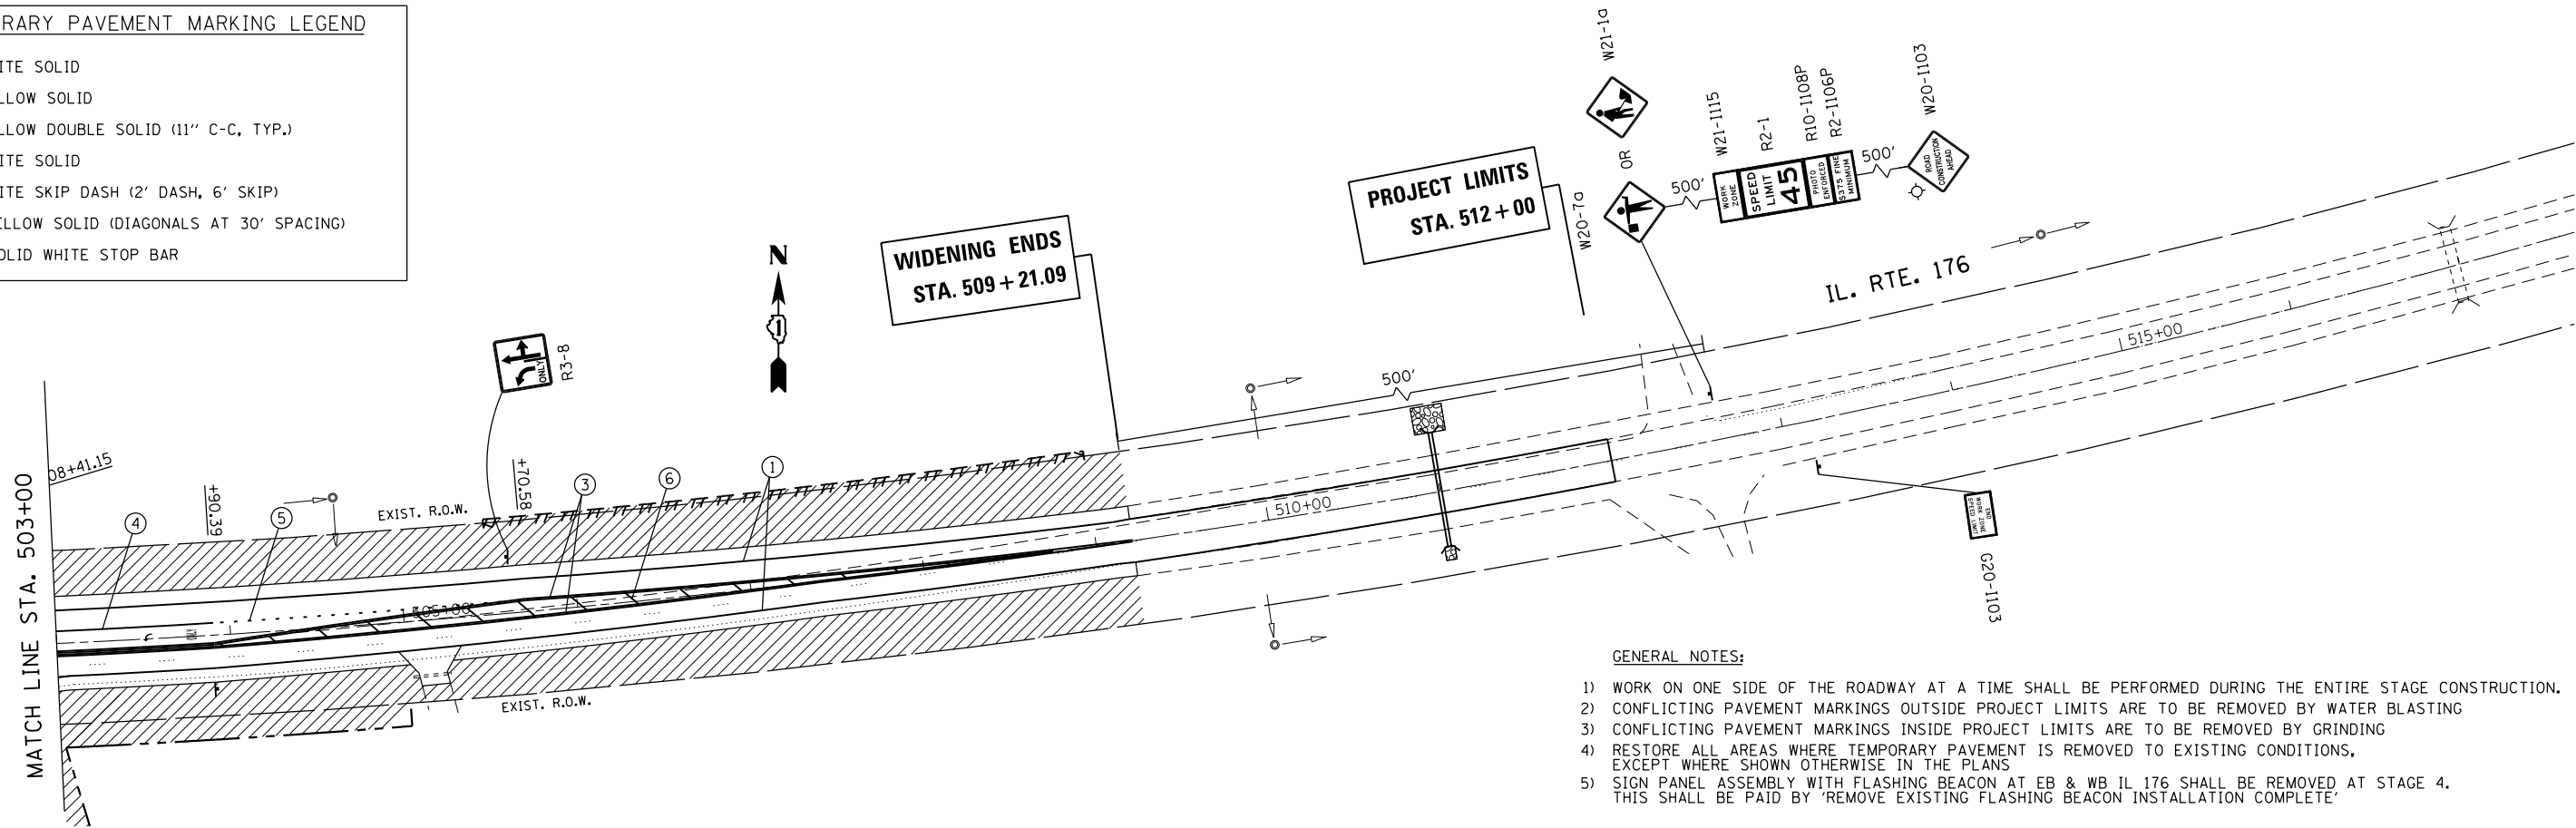 RARY PAVEMENT MARKING LEGEND
ITE SOLID
LLOW SOLID
LLOW DOUBLE SOLID (11" C-C, TYP.)
ITE SOLID
ITE SKIP DASH (2' DASH, 6' SKIP)
ELLOW SOLID (DIAGONALS AT 30' SPACING)
OLID WHITE STOP BAR
N
1
WIDENING ENDS
STA. 509+21.09
PROJECT LIMITS
STA. 512+00
W21-1a
OR
W20-7a
500'
W21-I115
R2-1
R10-I108P
R2-I106P
WORK
ZONE
SPEED
LIMIT
45
PHOTO
ENFORCED
$375 FINE
MINIMUM
500'
W20-I103
ROAD
CONSTRUCTION
AHEAD
IL. RTE. 176
515+00
500'
510+00
ONLY
R3-8
MATCH LINE STA. 503+00
08+41.15
4
+90.39
5
EXIST. R.O.W.
+70.58
3
6
1
505+00
ONLY
EXIST. R.O.W.
END
WORK ZONE
SPEED LIMIT
G20-I103
GENERAL NOTES:
1) WORK ON ONE SIDE OF THE ROADWAY AT A TIME SHALL BE PERFORMED DURING THE ENTIRE STAGE CONSTRUCTION.
2) CONFLICTING PAVEMENT MARKINGS OUTSIDE PROJECT LIMITS ARE TO BE REMOVED BY WATER BLASTING
3) CONFLICTING PAVEMENT MARKINGS INSIDE PROJECT LIMITS ARE TO BE REMOVED BY GRINDING
4) RESTORE ALL AREAS WHERE TEMPORARY PAVEMENT IS REMOVED TO EXISTING CONDITIONS,
EXCEPT WHERE SHOWN OTHERWISE IN THE PLANS
5) SIGN PANEL ASSEMBLY WITH FLASHING BEACON AT EB & WB IL 176 SHALL BE REMOVED AT STAGE 4.
THIS SHALL BE PAID BY 'REMOVE EXISTING FLASHING BEACON INSTALLATION COMPLETE'